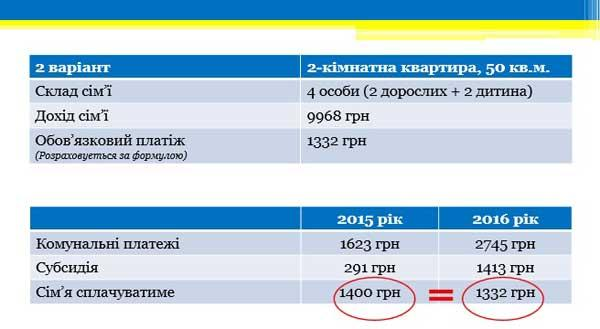 2 варіант 2-кімнатна квартира, 50 кв.м.
Склад сім’ї 4 особи (2 дорослих + 2 дитина)
Дохід сім’ї 9968 грн
Обов’язковий платіж 1332 грн
(Розраховується за формулою)
2015 рік 2016 рік
Комунальні платежі 1623 грн 2745 грн
Субсидія 291 грн 1413 грн
Сім’я сплачуватиме 1400 грн = 1332 грн